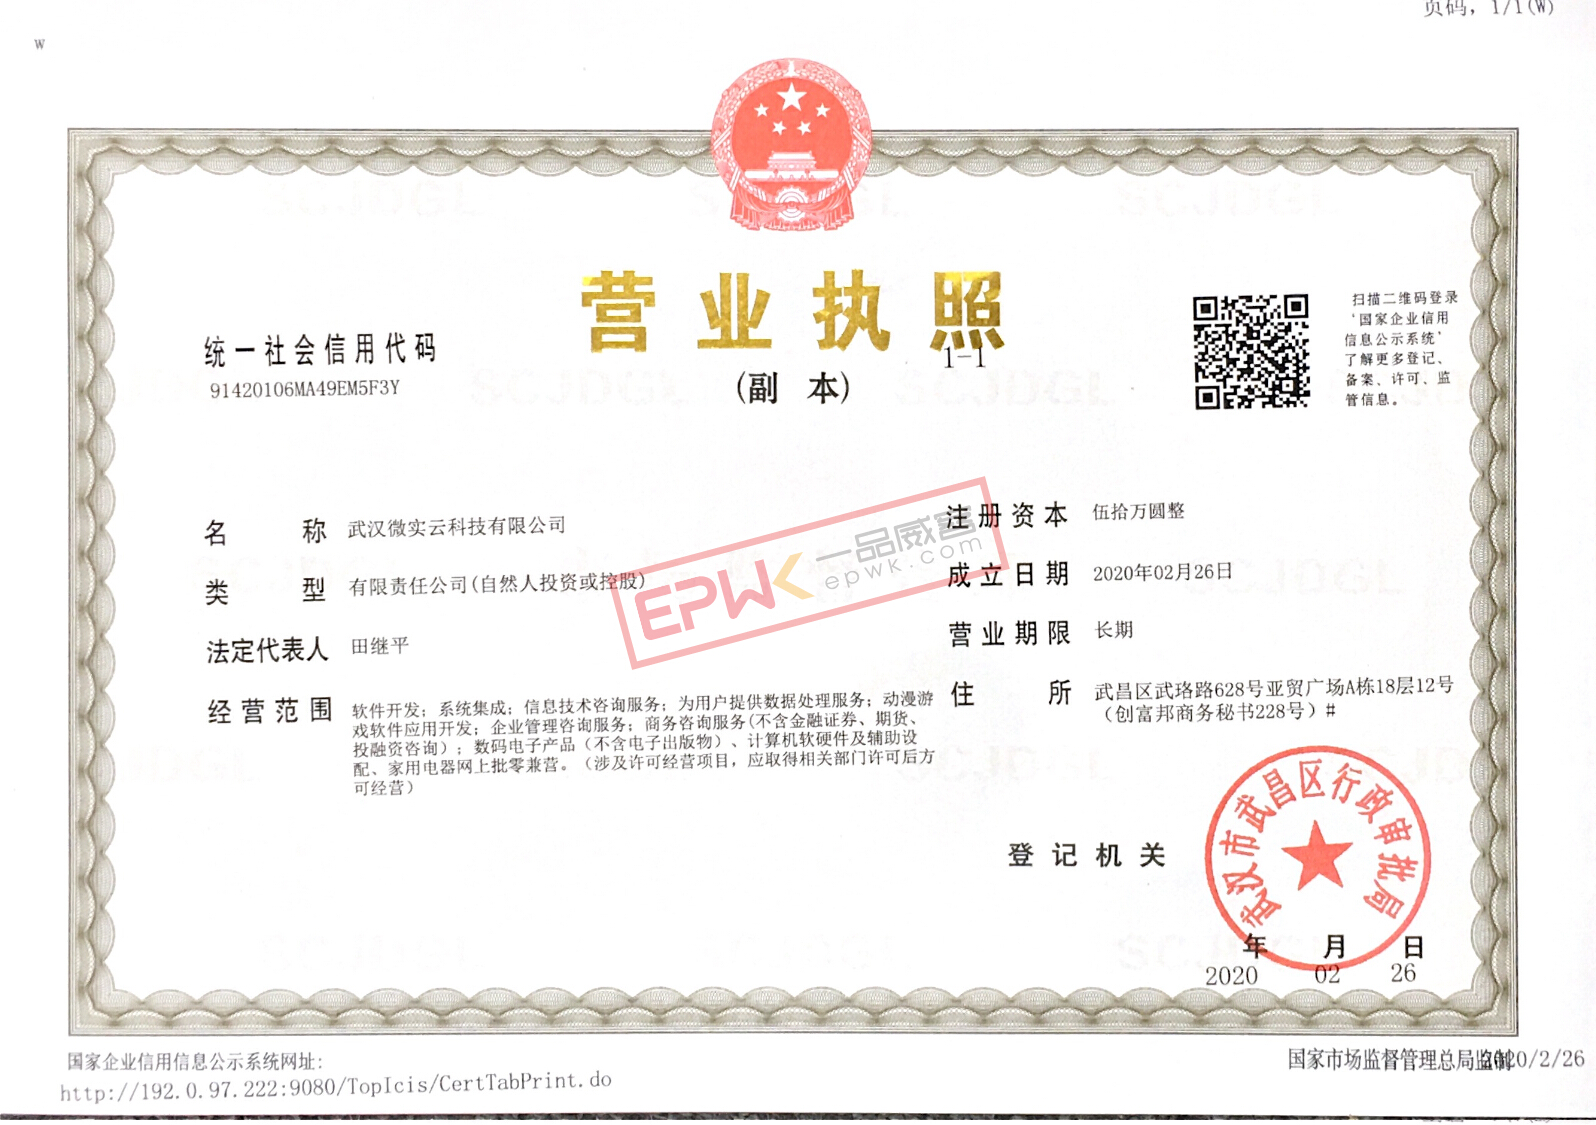 页码, 1/1(W)
w
营业执照
1-1
(副 本)
统一社会信用代码
91420106MA49EM5F3Y
扫描二维码登录
‘国家企业信用
信息公示系统’
了解更多登记、
备案、许可、监
管信息。
名 称 武汉微实云科技有限公司
类 型 有限责任公司(自然人投资或控股)
法定代表人 田继平
经营范围 软件开发；系统集成；信息技术咨询服务；为用户提供数据处理服务；动漫游
戏软件应用开发；企业管理咨询服务；商务咨询服务(不含金融证券、期货、
投融资咨询）；数码电子产品（不含电子出版物）、计算机软硬件及辅助设
配、家用电器网上批零兼营。（涉及许可经营项目，应取得相关部门许可后方
可经营）
注册资本 伍拾万圆整
成立日期 2020年02月26日
营业期限 长期
住 所 武昌区武珞路628号亚贸广场A栋18层12号
（创富邦商务秘书228号）#
EPWK 一品威客
epwk.com
登记机关
武汉市武昌区行政审批局
年 月 日
2020 02 26
国家企业信用信息公示系统网址:
http://192.0.97.222:9080/TopIcis/CertTabPrint.do
国家市场监督管理总局监制
2020/2/26
SCJDGL